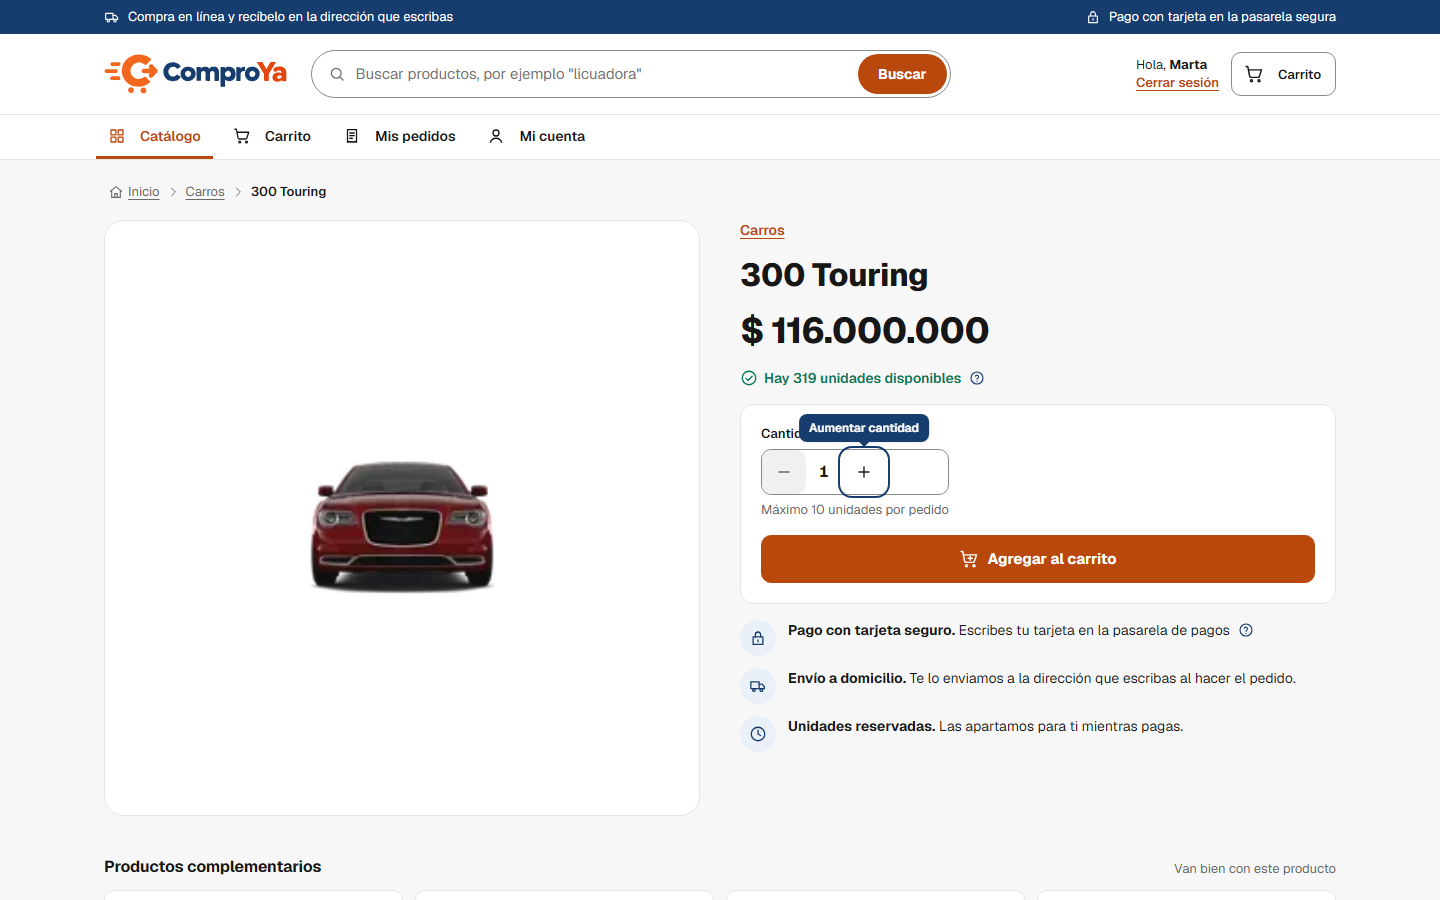 Compra en línea y recíbelo en la dirección que escribas
Pago con tarjeta en la pasarela segura
ComproYa
Buscar productos, por ejemplo "licuadora"
Buscar
Hola, Marta
Cerrar sesión
Carrito
Catálogo
Carrito
Mis pedidos
Mi cuenta
Inicio
Carros
300 Touring
Carros
300 Touring
$ 116.000.000
Hay 319 unidades disponibles
Aumentar cantidad
1
Máximo 10 unidades por pedido
Agregar al carrito
Pago con tarjeta seguro. Escribes tu tarjeta en la pasarela de pagos
Envío a domicilio. Te lo enviamos a la dirección que escribas al hacer el pedido.
Unidades reservadas. Las apartamos para ti mientras pagas.
Productos complementarios
Van bien con este producto